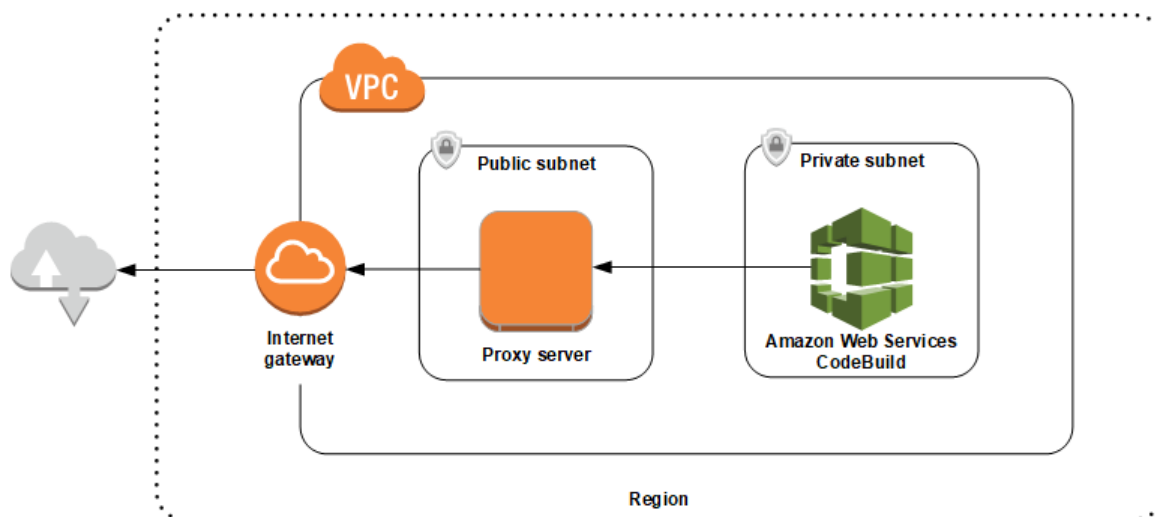 VPC
Public subnet
Private subnet
Internet
gateway
Proxy server
Amazon Web Services
CodeBuild
Region